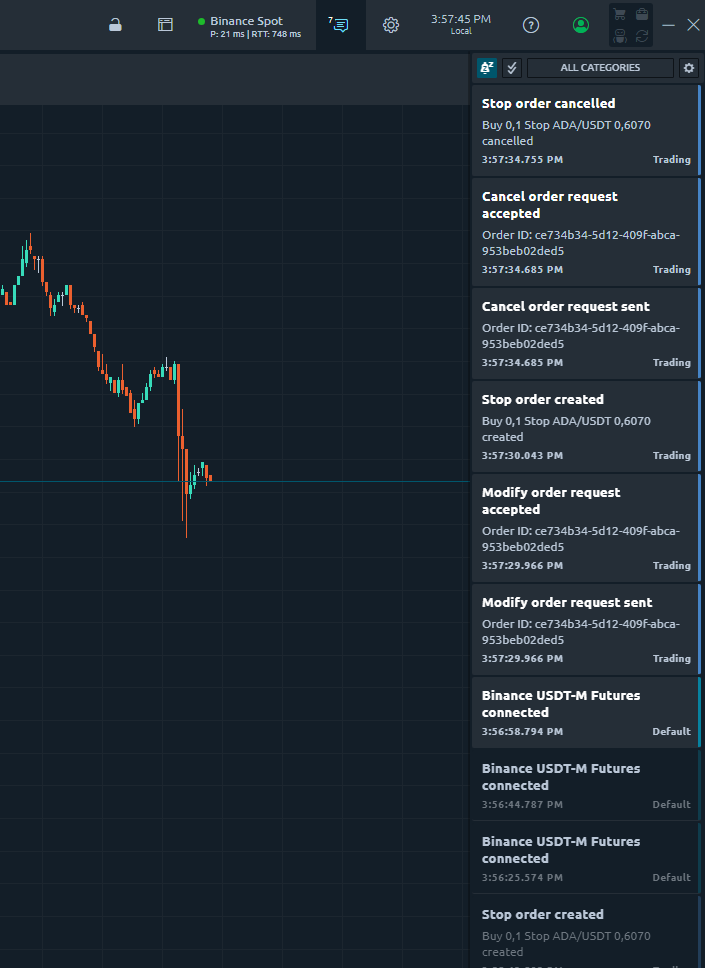 Binance Spot
P: 21 ms | RTT: 748 ms
7
3:57:45 PM
Local
?
ALL CATEGORIES
Stop order cancelled
Buy 0,1 Stop ADA/USDT 0,6070
cancelled
3:57:34.755 PM Trading
Cancel order request
accepted
Order ID: ce734b34-5d12-409f-abca-
953beb02ded5
3:57:34.685 PM Trading
Cancel order request sent
Order ID: ce734b34-5d12-409f-abca-
953beb02ded5
3:57:34.685 PM Trading
Stop order created
Buy 0,1 Stop ADA/USDT 0,6070
created
3:57:30.043 PM Trading
Modify order request
accepted
Order ID: ce734b34-5d12-409f-abca-
953beb02ded5
3:57:29.966 PM Trading
Modify order request sent
Order ID: ce734b34-5d12-409f-abca-
953beb02ded5
3:57:29.966 PM Trading
Binance USDT-M Futures
connected
3:56:58.794 PM Default
Binance USDT-M Futures
connected
3:56:44.787 PM Default
Binance USDT-M Futures
connected
3:56:25.574 PM Default
Stop order created
Buy 0,1 Stop ADA/USDT 0,6070
created